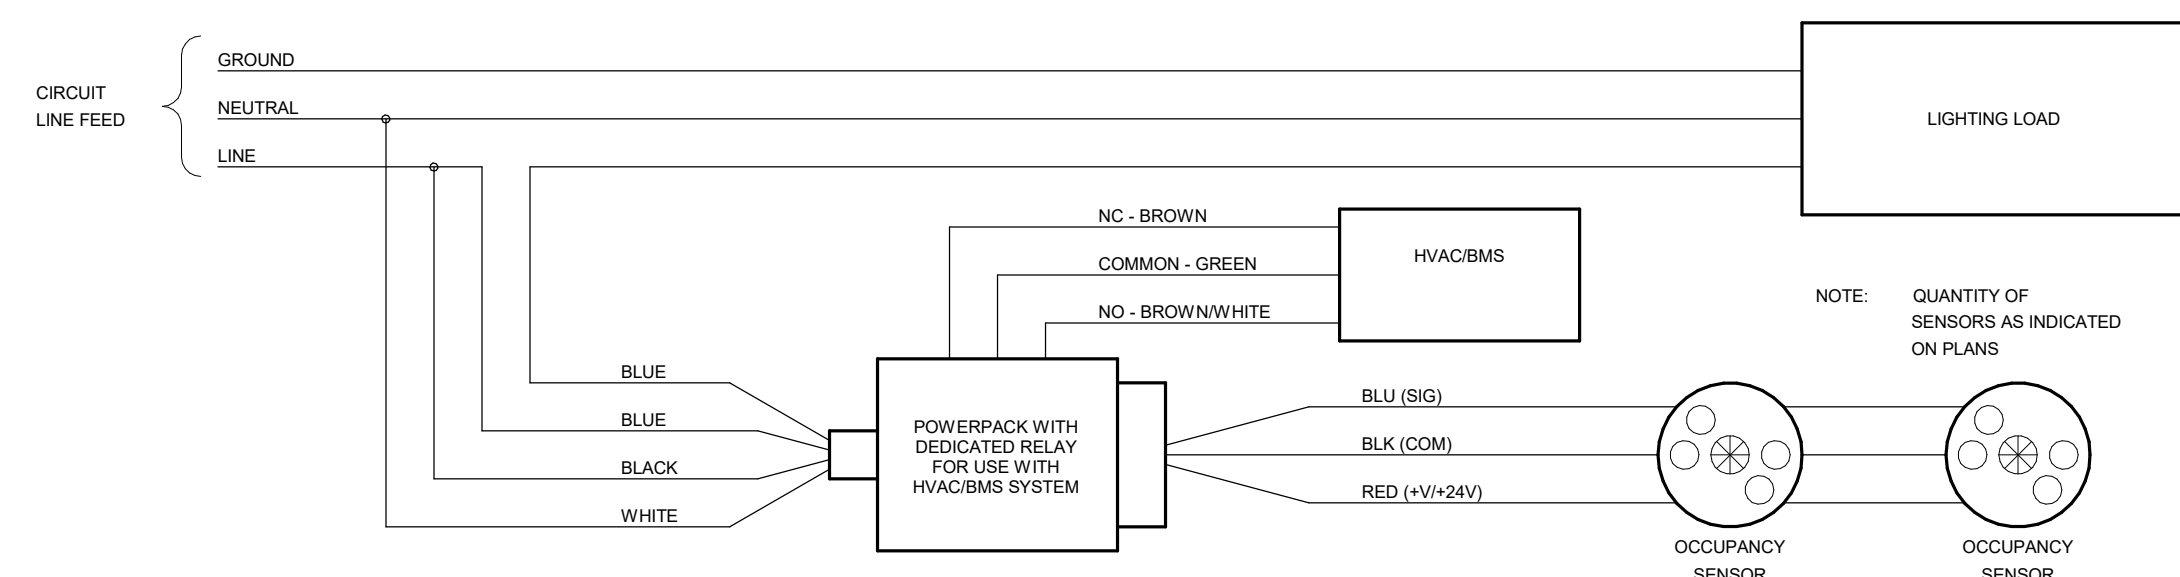 GROUND
CIRCUIT
LINE FEED
NEUTRAL
LINE
LIGHTING LOAD
NC - BROWN
COMMON - GREEN
NO - BROWN/WHITE
HVAC/BMS
NOTE: QUANTITY OF
SENSORS AS INDICATED
ON PLANS
BLUE
BLUE
BLACK
WHITE
POWERPACK WITH
DEDICATED RELAY
FOR USE WITH
HVAC/BMS SYSTEM
BLU (SIG)
BLK (COM)
RED (+V/+24V)
OCCUPANCY
SENSOR
OCCUPANCY
SENSOR